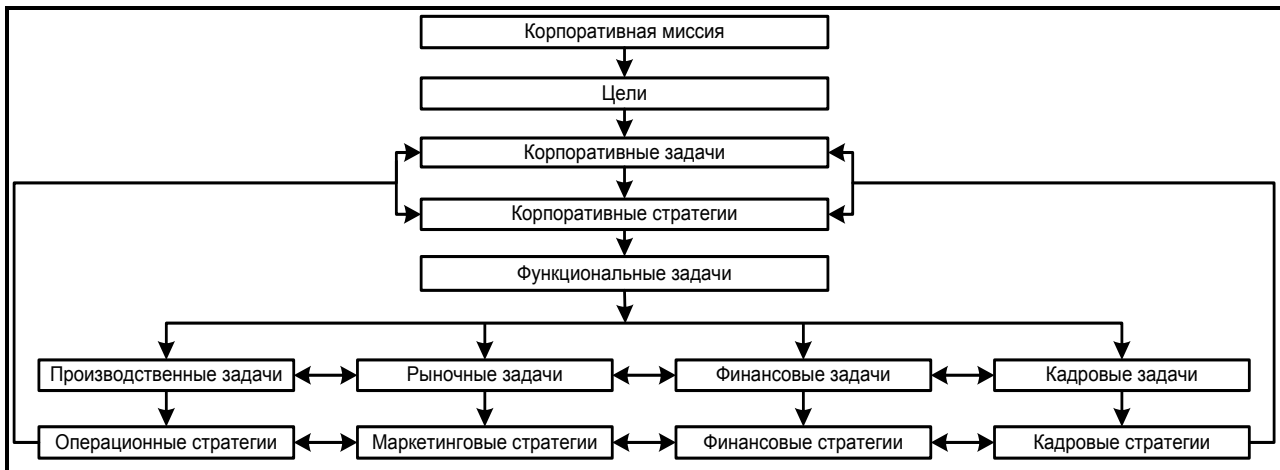 Корпоративная миссия
Цели
Корпоративные задачи
Корпоративные стратегии
Функциональные задачи
Производственные задачи
Рыночные задачи
Финансовые задачи
Кадровые задачи
Операционные стратегии
Маркетинговые стратегии
Финансовые стратегии
Кадровые стратегии